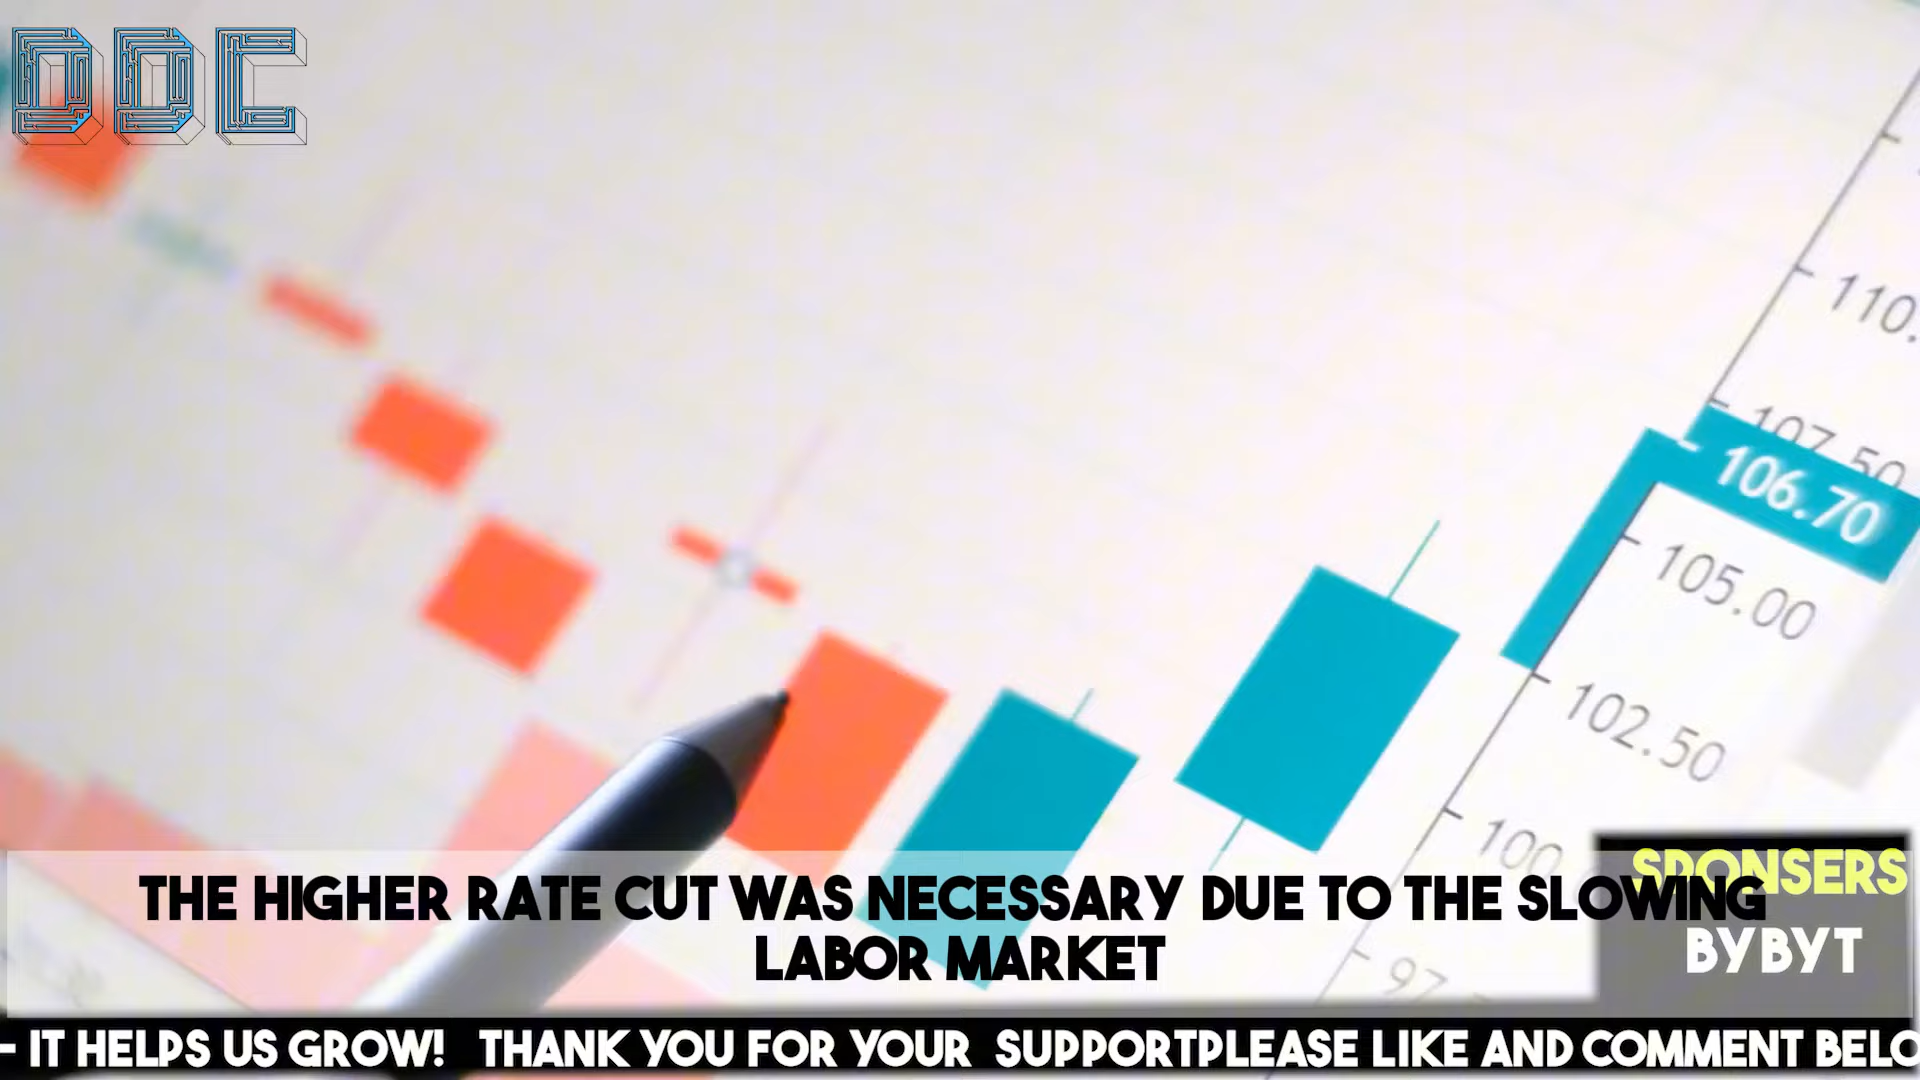 DDC
110.
107.50
106.70
105.00
102.50
100
97.
SPONSERS
THE HIGHER RATE CUT WAS NECESSARY DUE TO THE SLOWING
LABOR MARKET
BYBYT
- IT HELPS US GROW! THANK YOU FOR YOUR SUPPORTPLEASE LIKE AND COMMENT BELO